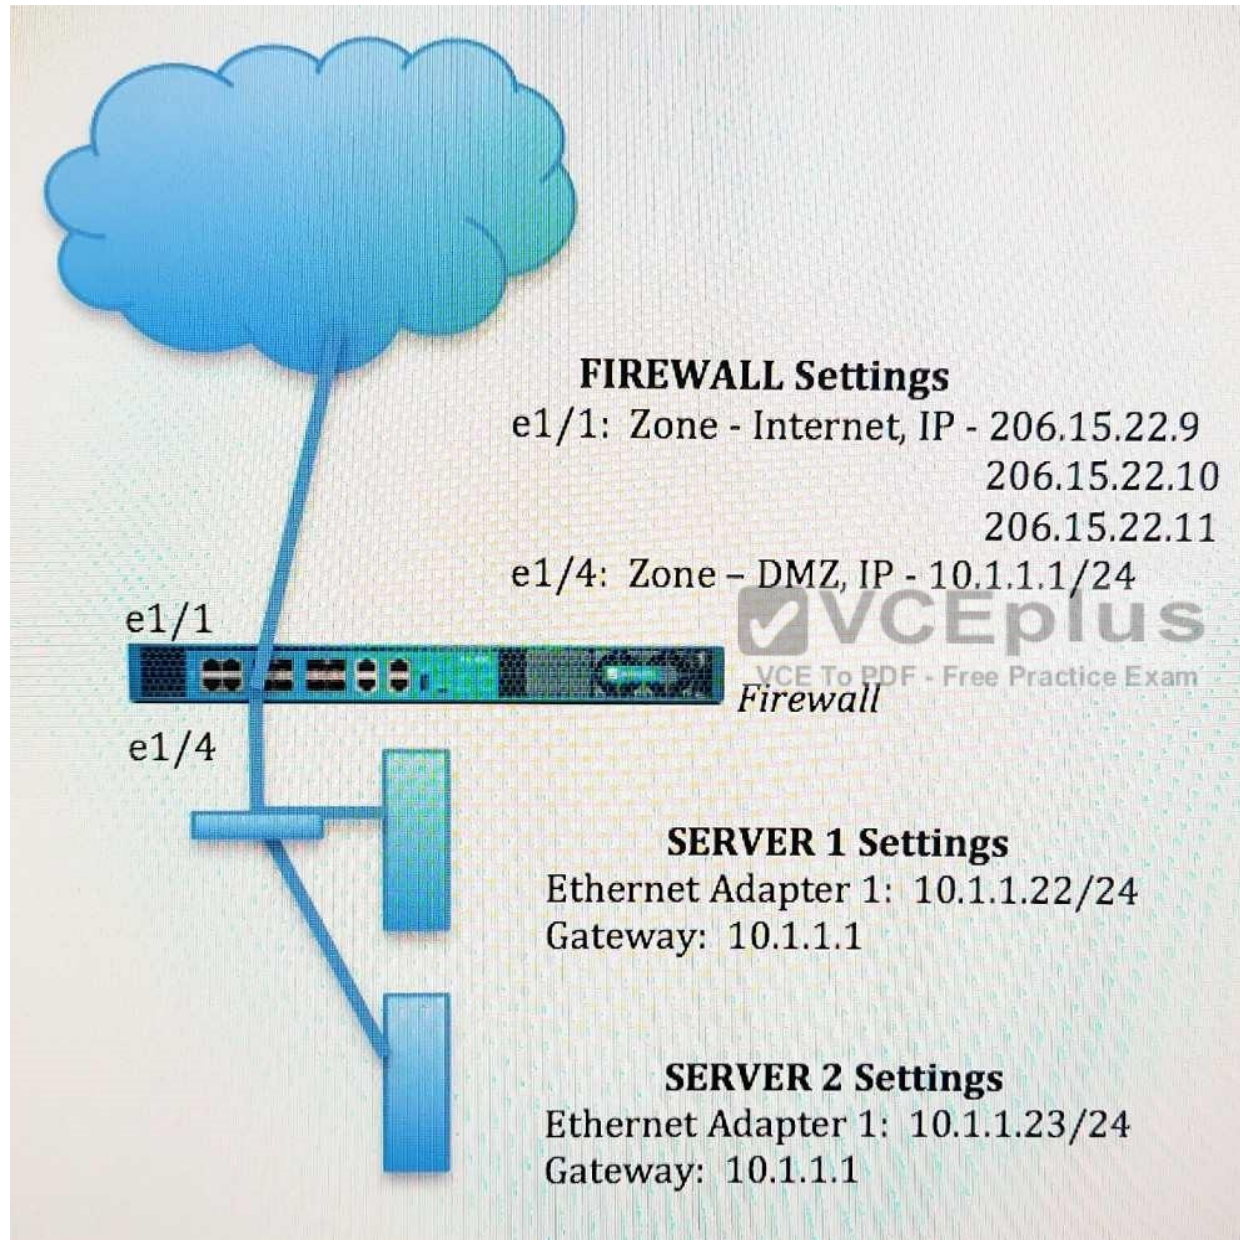 FIREWALL Settings
e1/1: Zone - Internet, IP - 206.15.22.9
206.15.22.10
206.15.22.11
e1/4: Zone – DMZ, IP - 10.1.1.1/24
VCEplus
VCE To PDF - Free Practice Exam
e1/1
Firewall
e1/4
SERVER 1 Settings
Ethernet Adapter 1: 10.1.1.22/24
Gateway: 10.1.1.1
SERVER 2 Settings
Ethernet Adapter 1: 10.1.1.23/24
Gateway: 10.1.1.1